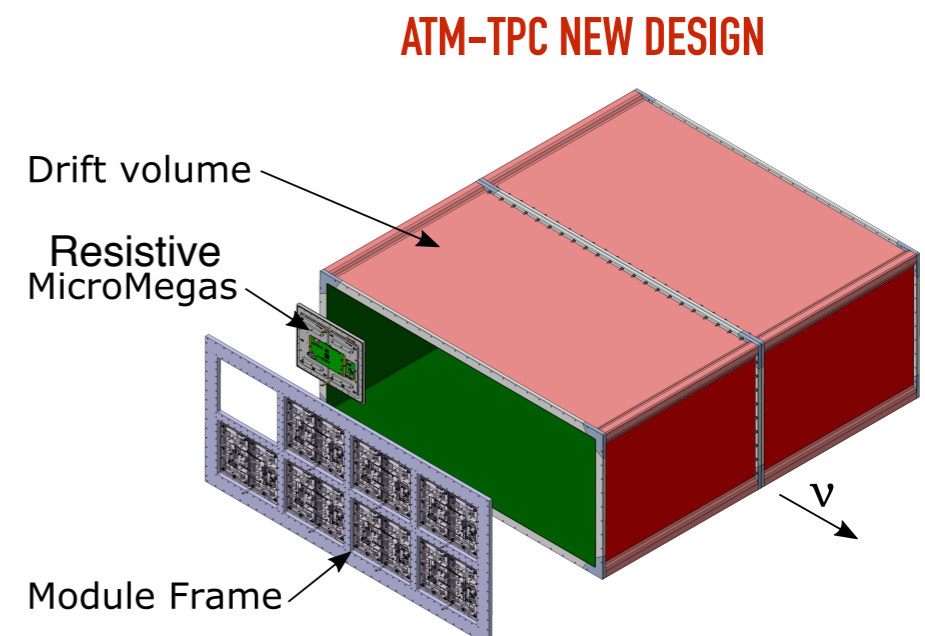 ATM-TPC NEW DESIGN
Drift volume
Resistive
MicroMegas
ν
Module Frame